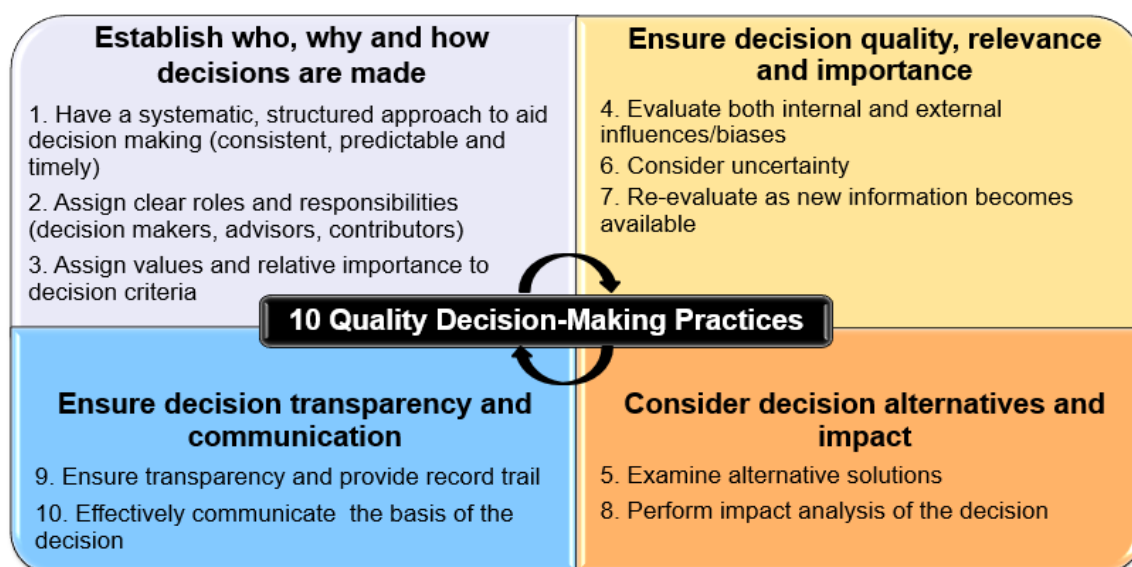 Establish who, why and how
decisions are made
1. Have a systematic, structured approach to aid
decision making (consistent, predictable and
timely)
2. Assign clear roles and responsibilities
(decision makers, advisors, contributors)
3. Assign values and relative importance to
decision criteria
Ensure decision quality, relevance
and importance
4. Evaluate both internal and external
influences/biases
6. Consider uncertainty
7. Re-evaluate as new information becomes
available
10 Quality Decision-Making Practices
Ensure decision transparency and
communication
9. Ensure transparency and provide record trail
10. Effectively communicate  the basis of the
decision
Consider decision alternatives and
impact
5. Examine alternative solutions
8. Perform impact analysis of the decision